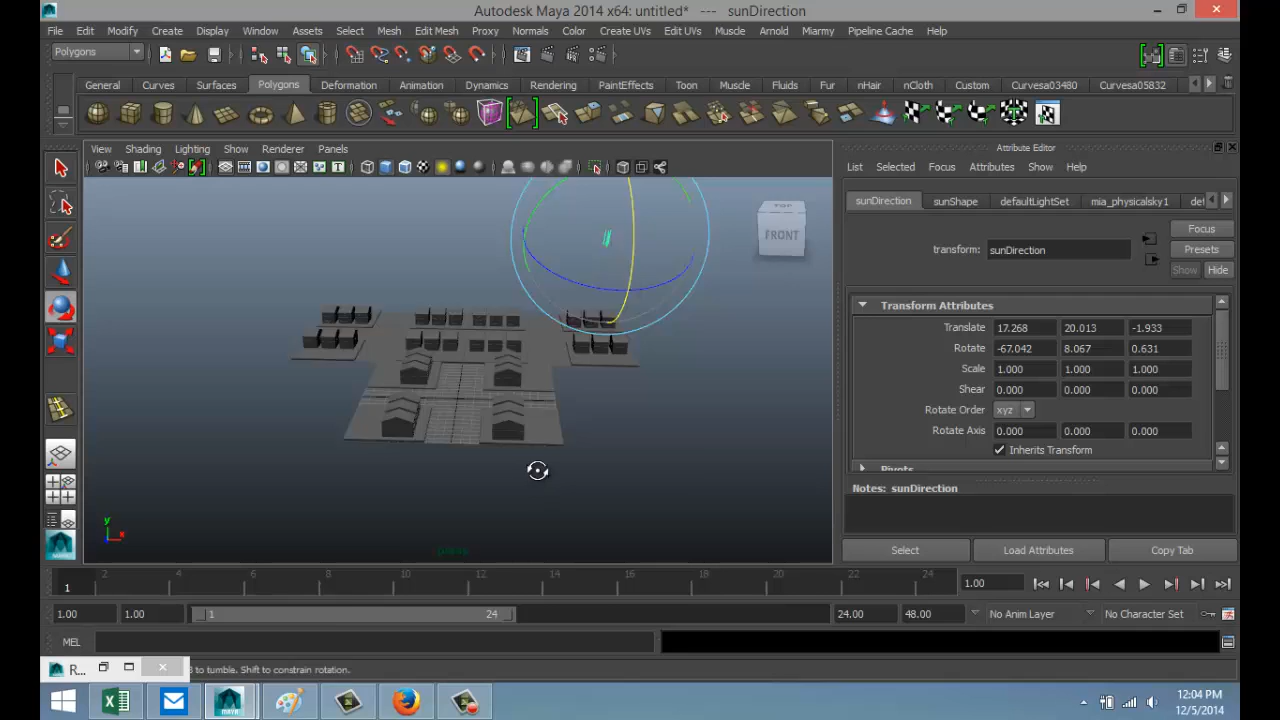 Autodesk Maya 2014 x64: untitled* --- sunDirection
File Edit Modify Create Display Window Assets Select Mesh Edit Mesh Proxy Normals Color Create UVs Edit UVs Muscle Arnold Miarmy Pipeline Cache Help
Polygons
General Curves Surfaces Polygons Deformation Animation Dynamics Rendering PaintEffects Toon Muscle Fluids Fur nHair nCloth Custom Curvesa03480 Curvesa05832
View Shading Lighting Show Renderer Panels
Attribute Editor
List Selected Focus Attributes Show Help
sunDirection sunShape defaultLightSet mia_physicalsky1 def
Focus
transform: sunDirection Presets
Show Hide
TOP
FRONT
Transform Attributes
Translate 17.268 20.013 -1.933
Rotate -67.042 8.067 0.631
Scale 1.000 1.000 1.000
Shear 0.000 0.000 0.000
Rotate Order xyz
Rotate Axis 0.000 0.000 0.000
Inherits Transform
Pivots
Notes: sunDirection
y
x
persp
Select Load Attributes Copy Tab
1 2 4 6 8 10 12 14 16 18 20 22 24 1.00
1.00 1.00 1 24 24.00 48.00 No Anim Layer No Character Set
MEL
R... to tumble. Shift to constrain rotation.
12:04 PM
12/5/2014